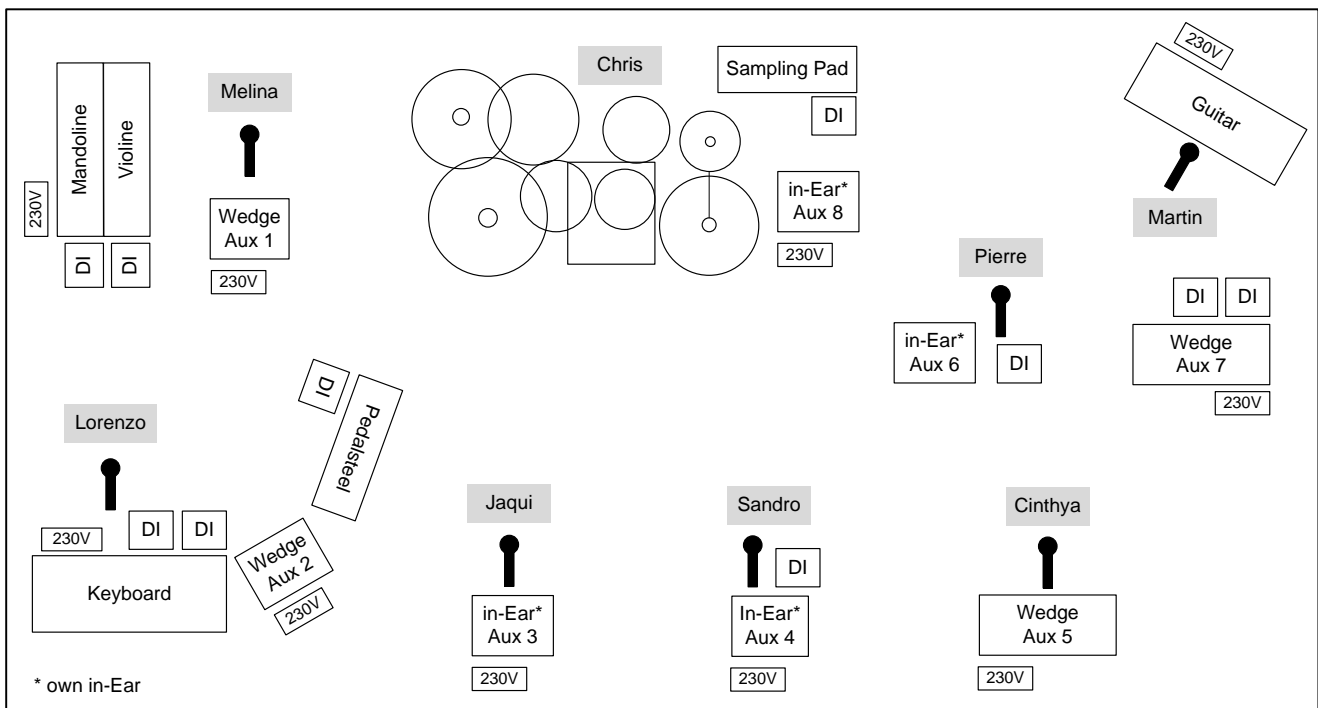 Mandoline
Violine
230V
DI
DI
Melina
Wedge
Aux 1
230V
Chris
Sampling Pad
DI
in-Ear*
Aux 8
230V
230V
Guitar
Martin
DI
DI
Wedge
Aux 7
230V
Pierre
in-Ear*
Aux 6
DI
Lorenzo
230V
DI
DI
Keyboard
DI
Pedalsteel
Wedge
Aux 2
230V
Jaqui
in-Ear*
Aux 3
230V
Sandro
DI
In-Ear*
Aux 4
230V
Cinthya
Wedge
Aux 5
230V
* own in-Ear